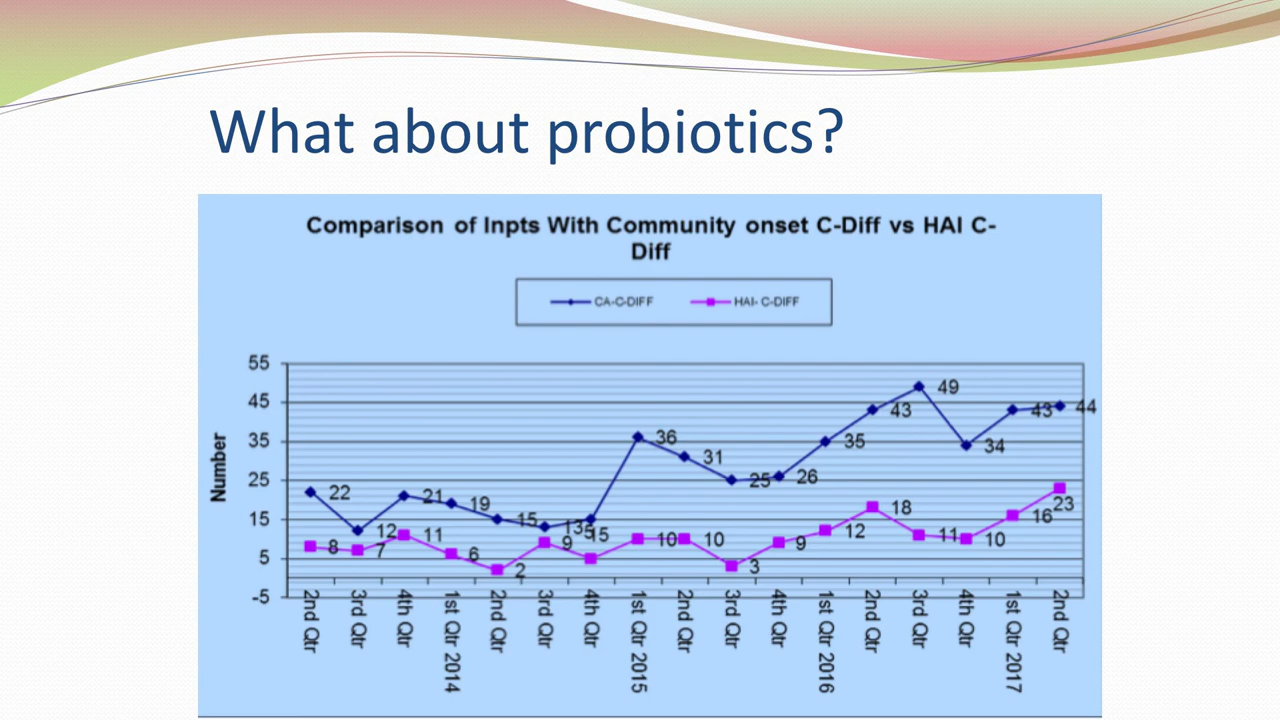 What about probiotics?
Comparison of Inpts With Community onset C-Diff vs HAI C-
Diff
CA-C-DIFF
HAI- C-DIFF
Number
55
45
35
25
15
5
-5
22
12
21
19
15
13
15
36
31
25
26
35
43
49
34
43
44
8
7
11
6
2
9
5
10
10
3
9
12
18
11
10
16
23
2nd Qtr
3rd Qtr
4th Qtr
1st Qtr 2014
2nd Qtr
3rd Qtr
4th Qtr
1st Qtr 2015
2nd Qtr
3rd Qtr
4th Qtr
1st Qtr 2016
2nd Qtr
3rd Qtr
4th Qtr
1st Qtr 2017
2nd Qtr